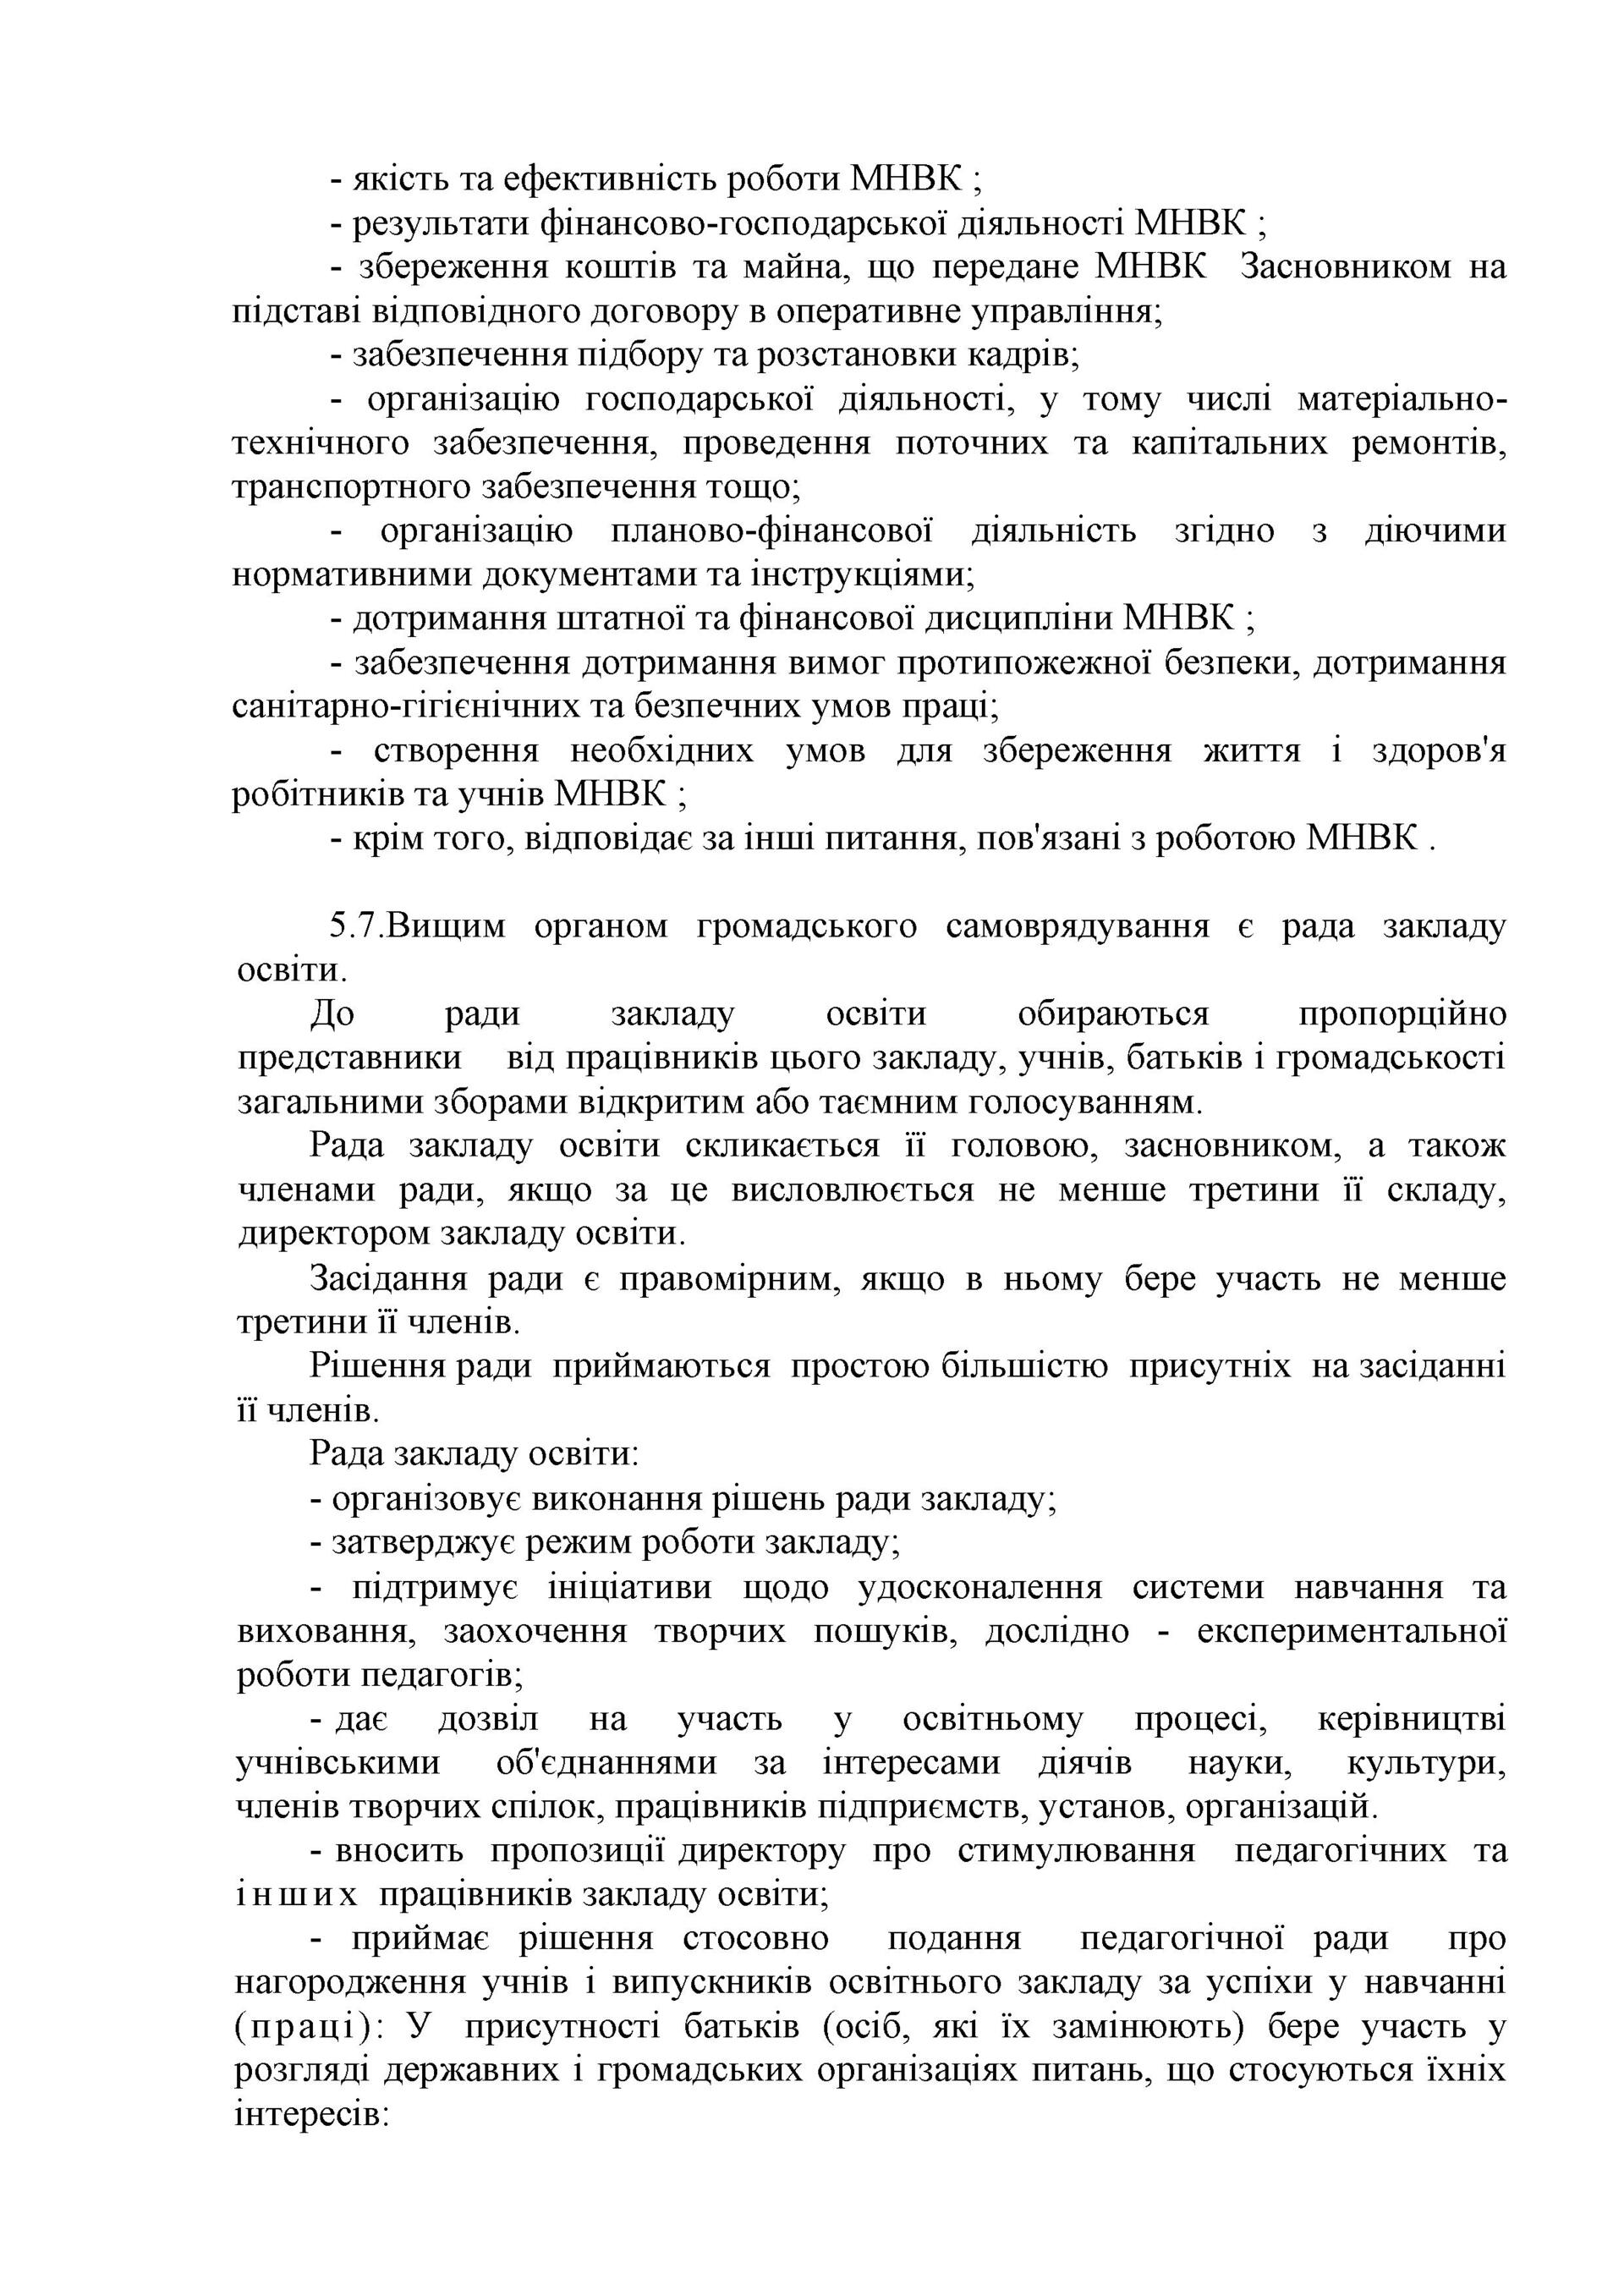 - якість та ефективність роботи МНВК ;
- результати фінансово-господарської діяльності МНВК ;
- збереження коштів та майна, що передане МНВК Засновником на
підставі відповідного договору в оперативне управління;
- забезпечення підбору та розстановки кадрів;
- організацію господарської діяльності, у тому числі матеріально-
технічного забезпечення, проведення поточних та капітальних ремонтів,
транспортного забезпечення тощо;
- організацію планово-фінансової діяльність згідно з діючими
нормативними документами та інструкціями;
- дотримання штатної та фінансової дисципліни МНВК ;
- забезпечення дотримання вимог протипожежної безпеки, дотримання
санітарно-гігієнічних та безпечних умов праці;
- створення необхідних умов для збереження життя і здоров'я
робітників та учнів МНВК ;
- крім того, відповідає за інші питання, пов'язані з роботою МНВК .
5.7.Вищим органом громадського самоврядування є рада закладу
освіти.
До ради закладу освіти обираються пропорційно
представники від працівників цього закладу, учнів, батьків і громадськості
загальними зборами відкритим або таємним голосуванням.
Рада закладу освіти скликається її головою, засновником, а також
членами ради, якщо за це висловлюється не менше третини її складу,
директором закладу освіти.
Засідання ради є правомірним, якщо в ньому бере участь не менше
третини її членів.
Рішення ради приймаються простою більшістю присутніх на засіданні
її членів.
Рада закладу освіти:
- організовує виконання рішень ради закладу;
- затверджує режим роботи закладу;
- підтримує ініціативи щодо удосконалення системи навчання та
виховання, заохочення творчих пошуків, дослідно - експериментальної
роботи педагогів;
- дає дозвіл на участь у освітньому процесі, керівництві
учнівськими об'єднаннями за інтересами діячів науки, культури,
членів творчих спілок, працівників підприємств, установ, організацій.
- вносить пропозиції директору про стимулювання педагогічних та
інших працівників закладу освіти;
- приймає рішення стосовно подання педагогічної ради про
нагородження учнів і випускників освітнього закладу за успіхи у навчанні
(праці): У присутності батьків (осіб, які їх замінюють) бере участь у
розгляді державних і громадських організаціях питань, що стосуються їхніх
інтересів: